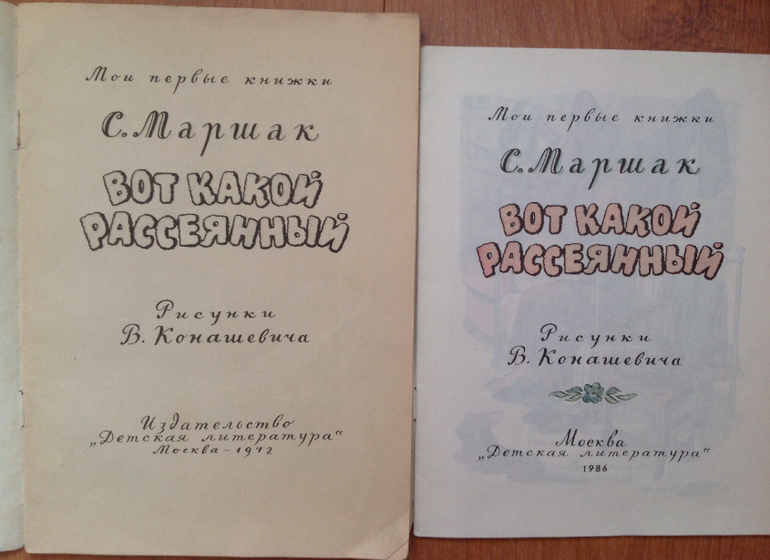 Мои первые книжки
С. Маршак
ВОТ КАКОЙ
РАССЕЯННЫЙ
Рисунки
В. Конашевича
Издательство
„Детская литература“
Москва – 1972
Мои первые книжки
С. Маршак
ВОТ КАКОЙ
РАССЕЯННЫЙ
Рисунки
В. Конашевича
Москва
„Детская литература“
1986